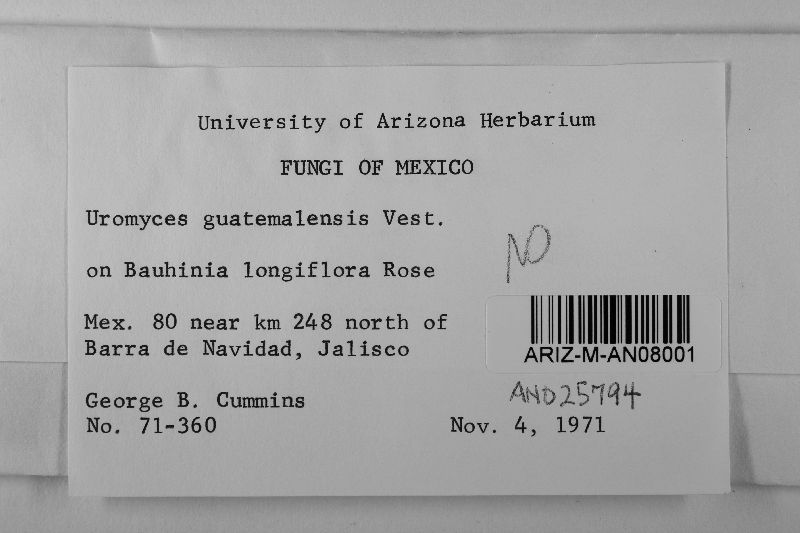 University of Arizona Herbarium
FUNGI OF MEXICO
Uromyces guatemalensis Vest.
on Bauhinia longiflora Rose
NO
Mex. 80 near km 248 north of
Barra de Navidad, Jalisco
ARIZ-M-AN08001
AN025794
George B. Cummins
No. 71-360
Nov. 4, 1971